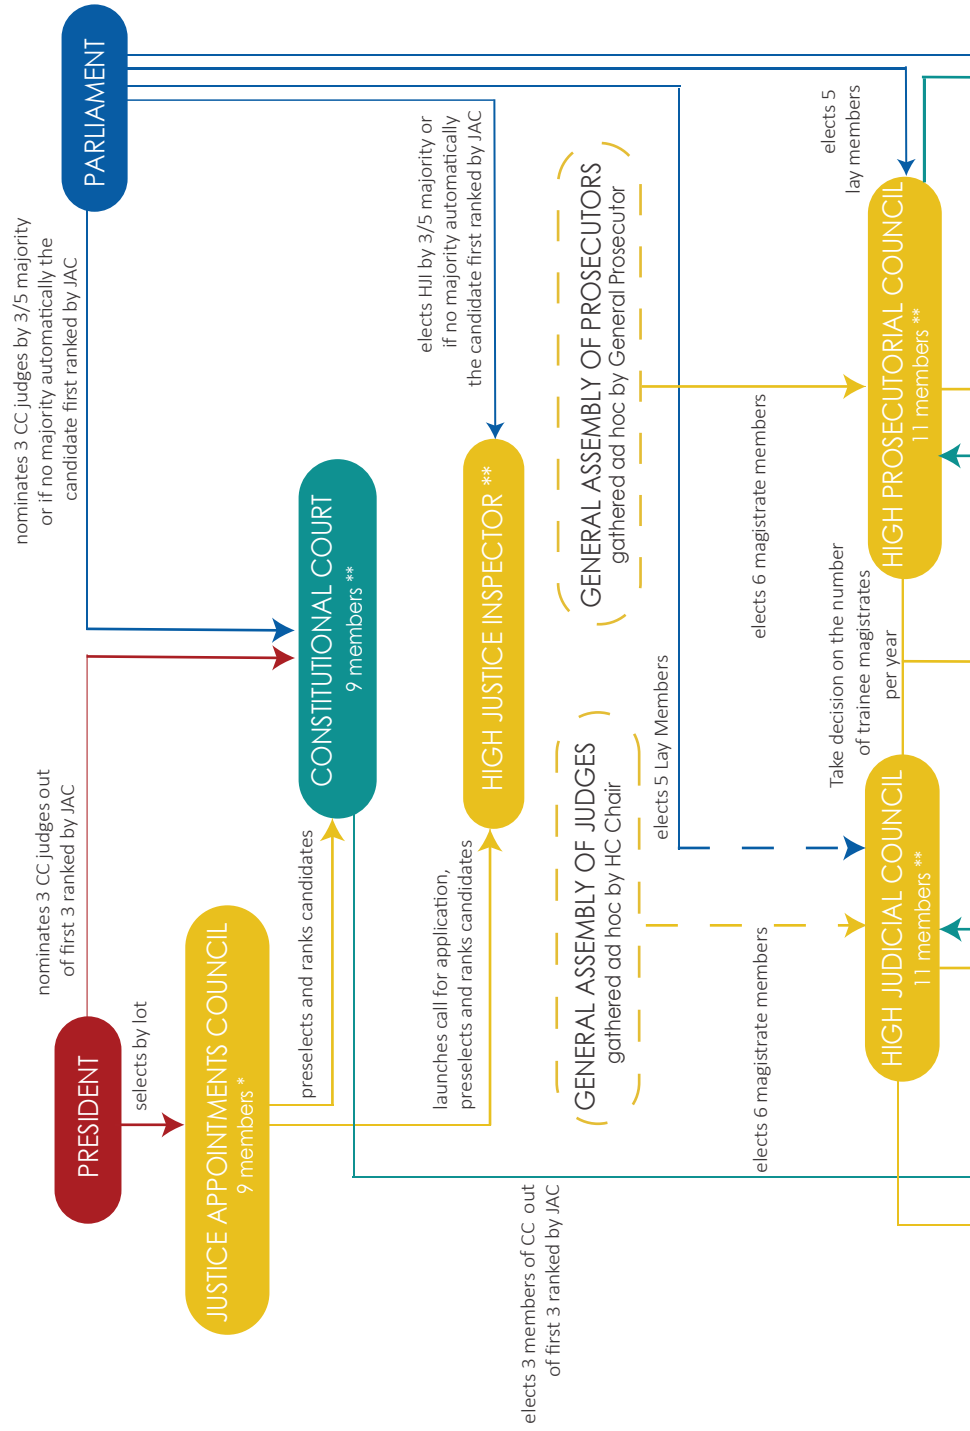 PRESIDENT
PARLIAMENT
nominates 3 CC judges out
of first 3 ranked by JAC
nominates 3 CC judges by 3/5 majority
or if no majority automatically the
candidate first ranked by JAC
selects by lot
JUSTICE APPOINTMENTS COUNCIL
9 members *
preselects and ranks candidates
CONSTITUTIONAL COURT
9 members **
launches call for application,
preselects and ranks candidates
HIGH JUSTICE INSPECTOR **
elects HJI by 3/5 majority or
if no majority automatically
the candidate first ranked by JAC
elects 3 members of CC out
of first 3 ranked by JAC
GENERAL ASSEMBLY OF JUDGES
gathered ad hoc by HC Chair
GENERAL ASSEMBLY OF PROSECUTORS
gathered ad hoc by General Prosecutor
elects 5 Lay Members
elects 6 magistrate members
elects 6 magistrate members
elects 5
lay members
Take decision on the number
of trainee magistrates
per year
HIGH JUDICIAL COUNCIL
11 members **
HIGH PROSECUTORIAL COUNCIL
11 members **